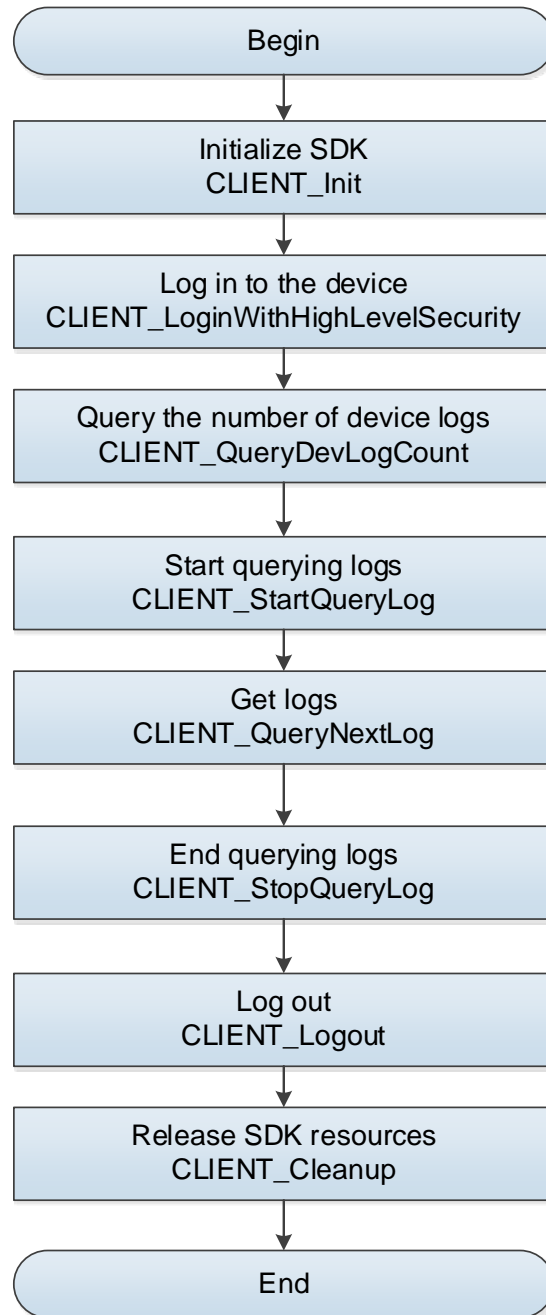 Begin
Initialize SDK
CLIENT_Init
Log in to the device
CLIENT_LoginWithHighLevelSecurity
Query the number of device logs
CLIENT_QueryDevLogCount
Start querying logs
CLIENT_StartQueryLog
Get logs
CLIENT_QueryNextLog
End querying logs
CLIENT_StopQueryLog
Log out
CLIENT_Logout
Release SDK resources
CLIENT_Cleanup
End